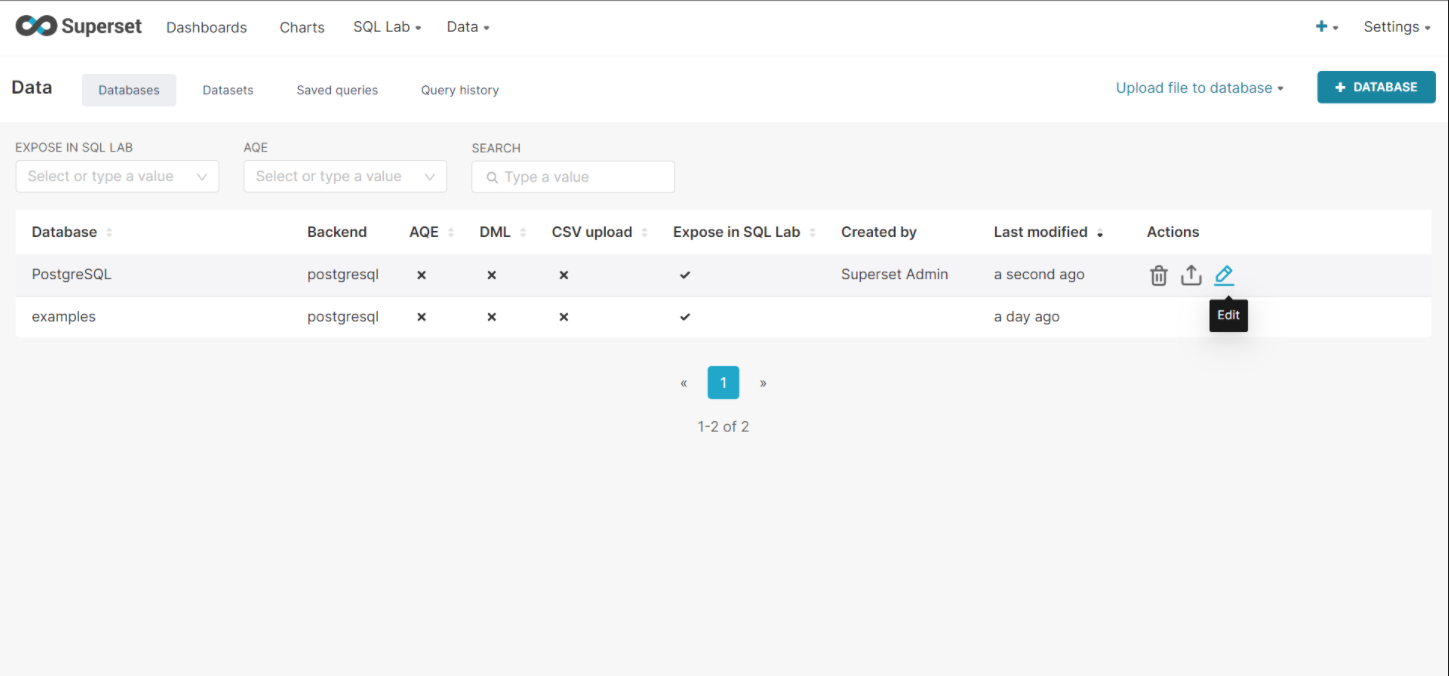 Superset Dashboards Charts SQL Lab Data + Settings
Data Databases Datasets Saved queries Query history Upload file to database + DATABASE
EXPOSE IN SQL LAB AQE SEARCH
Select or type a value Select or type a value Type a value
Database Backend AQE DML CSV upload Expose in SQL Lab Created by Last modified Actions
PostgreSQL postgresql Superset Admin a second ago
examples postgresql a day ago Edit
« 1 »
1-2 of 2